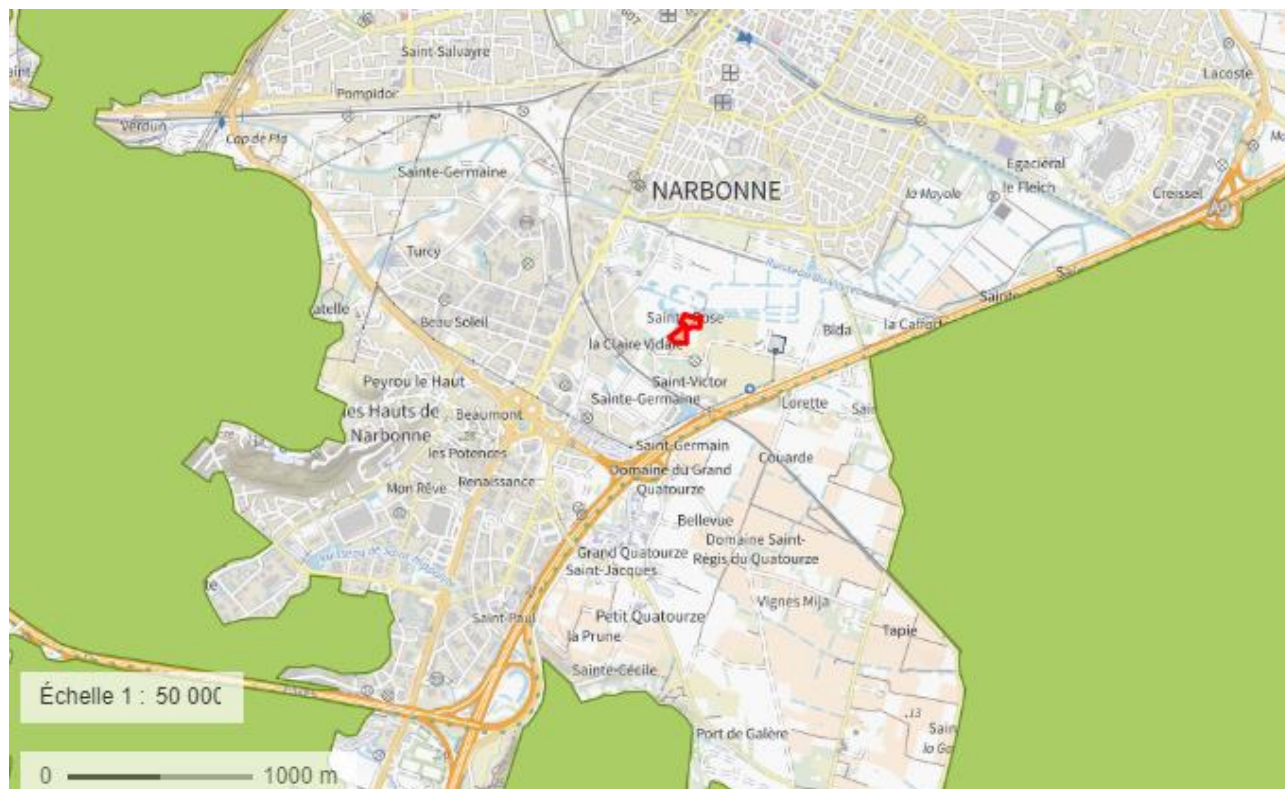 Saint-Salvayre
Lacoste
Pompidor
Verdun
Cap de Pla
Egacieral
Sainte-Germaine
NARBONNE
la Mayole
le Fleich
Creissel
A9
Turcy
Beau Soleil
la Claire Vidale
Bida
Saint-Victor
Peyrou le Haut
Sainte-Germaine
les Hauts de
Narbonne
Beaumont
Lorette
28
les Potences
Saint-Germain
Couarde
Mon Rêve
Renaissance
Domaine du Grand
Quatourze
Bellevue
Domaine Saint-
Régis du Quatourze
Grand Quatourze
Saint-Jacques
Vignes Mija
Saint-Paul
Petit Quatourze
la Prune
Tapie
Sainte-Cécile
Échelle 1 : 50 000
.13
Port de Galère
0
1000 m